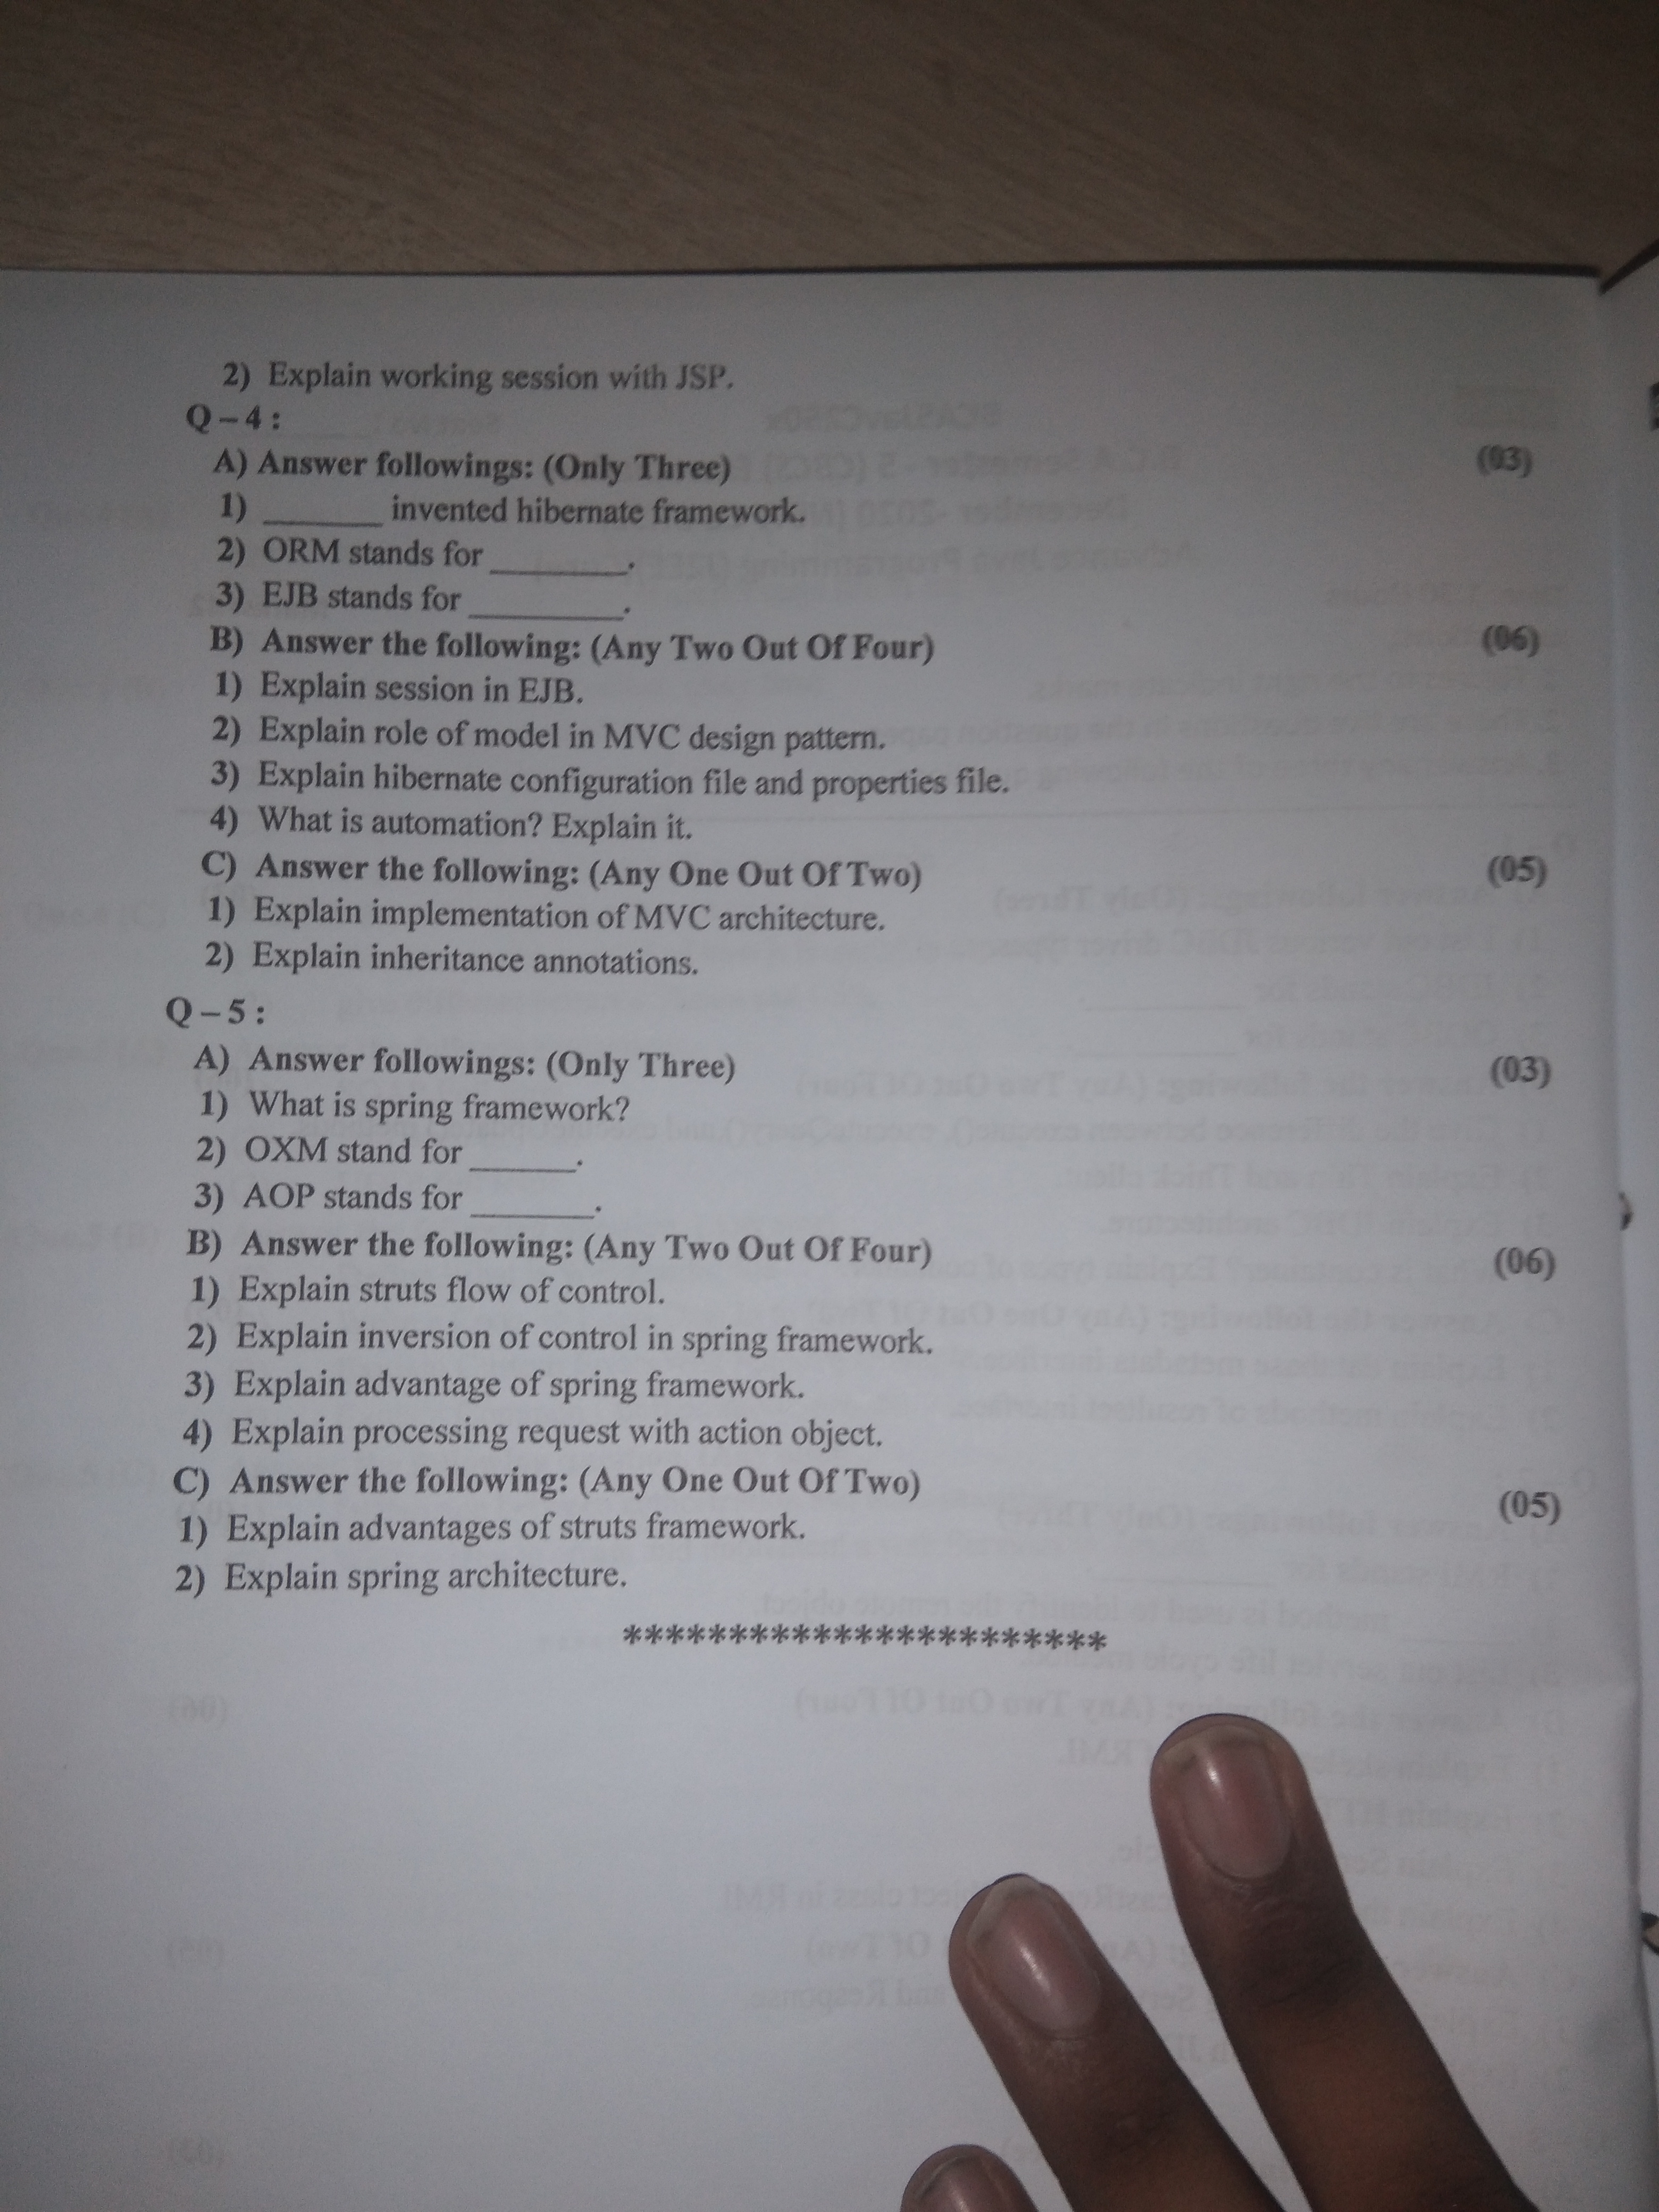 2) Explain working session with JSP.
Q – 4 :
A) Answer followings: (Only Three) (03)
1) ________ invented hibernate framework.
2) ORM stands for _________.
3) EJB stands for __________.
B) Answer the following: (Any Two Out Of Four) (06)
1) Explain session in EJB.
2) Explain role of model in MVC design pattern.
3) Explain hibernate configuration file and properties file.
4) What is automation? Explain it.
C) Answer the following: (Any One Out Of Two) (05)
1) Explain implementation of MVC architecture.
2) Explain inheritance annotations.
Q – 5 :
A) Answer followings: (Only Three) (03)
1) What is spring framework?
2) OXM stand for _______.
3) AOP stands for ________.
B) Answer the following: (Any Two Out Of Four) (06)
1) Explain struts flow of control.
2) Explain inversion of control in spring framework.
3) Explain advantage of spring framework.
4) Explain processing request with action object.
C) Answer the following: (Any One Out Of Two) (05)
1) Explain advantages of struts framework.
2) Explain spring architecture.
***********************